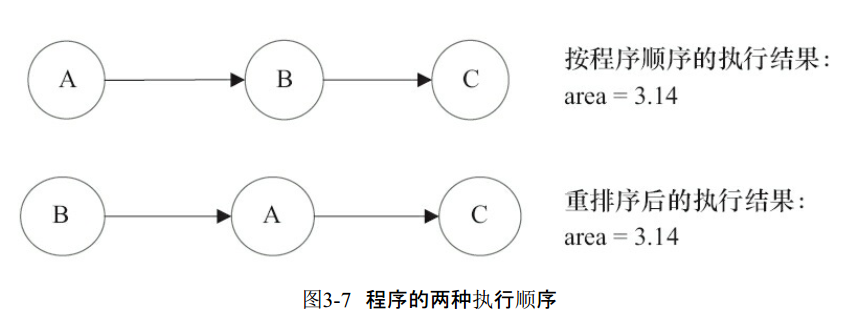 A B C
按程序顺序的执行结果：
area = 3.14
B A C
重排序后的执行结果：
area = 3.14
图3-7 程序的两种执行顺序